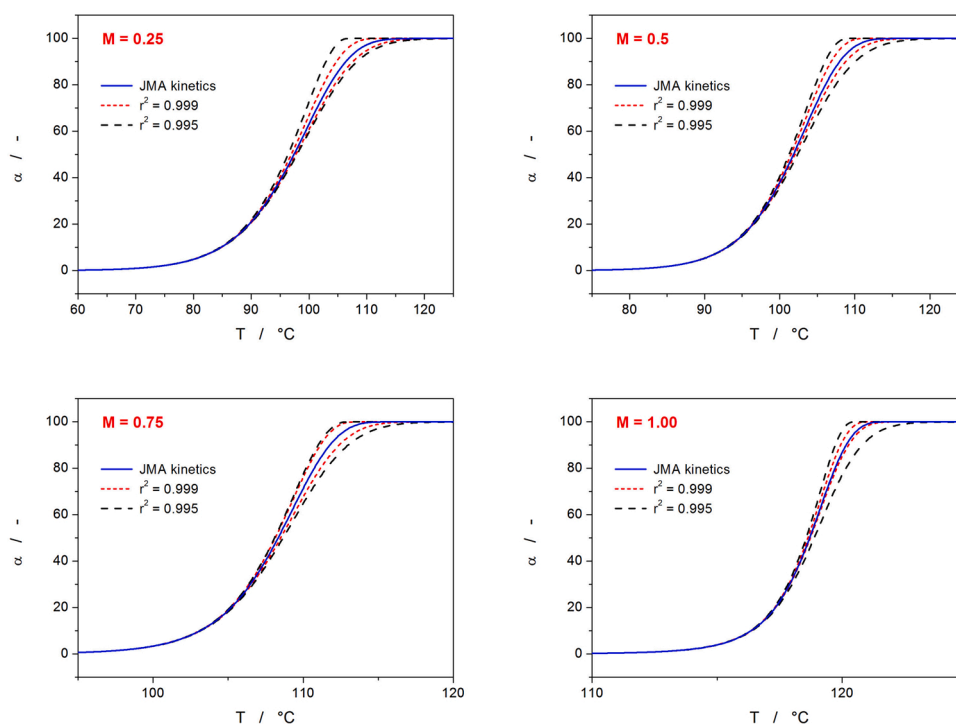 M = 0.25
JMA kinetics
r² = 0.999
r² = 0.995
α / -
100
80
60
40
20
0
60 70 80 90 100 110 120
T / °C
M = 0.5
JMA kinetics
r² = 0.999
r² = 0.995
α / -
100
80
60
40
20
0
80 90 100 110 120
T / °C
M = 0.75
JMA kinetics
r² = 0.999
r² = 0.995
α / -
100
80
60
40
20
0
100 110 120
T / °C
M = 1.00
JMA kinetics
r² = 0.999
r² = 0.995
α / -
100
80
60
40
20
0
110 120
T / °C